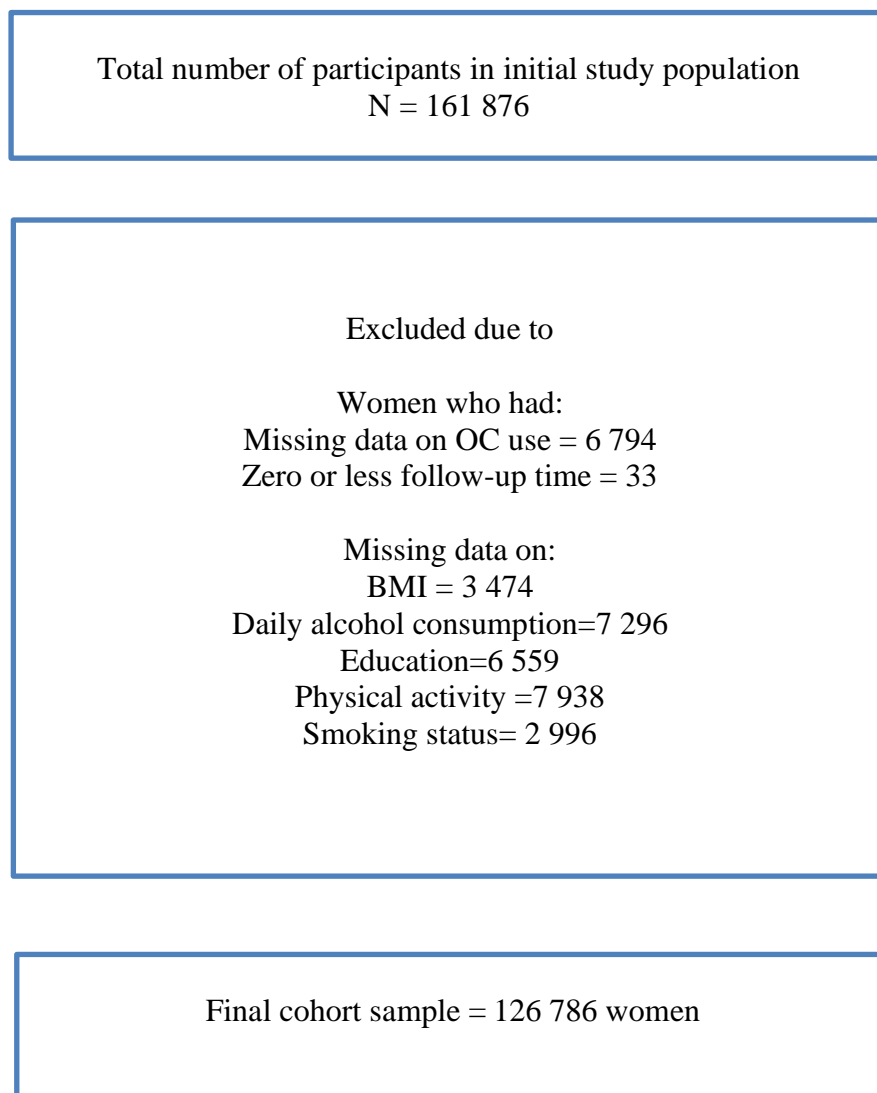 Total number of participants in initial study population
N = 161 876
Excluded due to
Women who had:
Missing data on OC use = 6 794
Zero or less follow-up time = 33
Missing data on:
BMI = 3 474
Daily alcohol consumption=7 296
Education=6 559
Physical activity =7 938
Smoking status= 2 996
Final cohort sample = 126 786 women